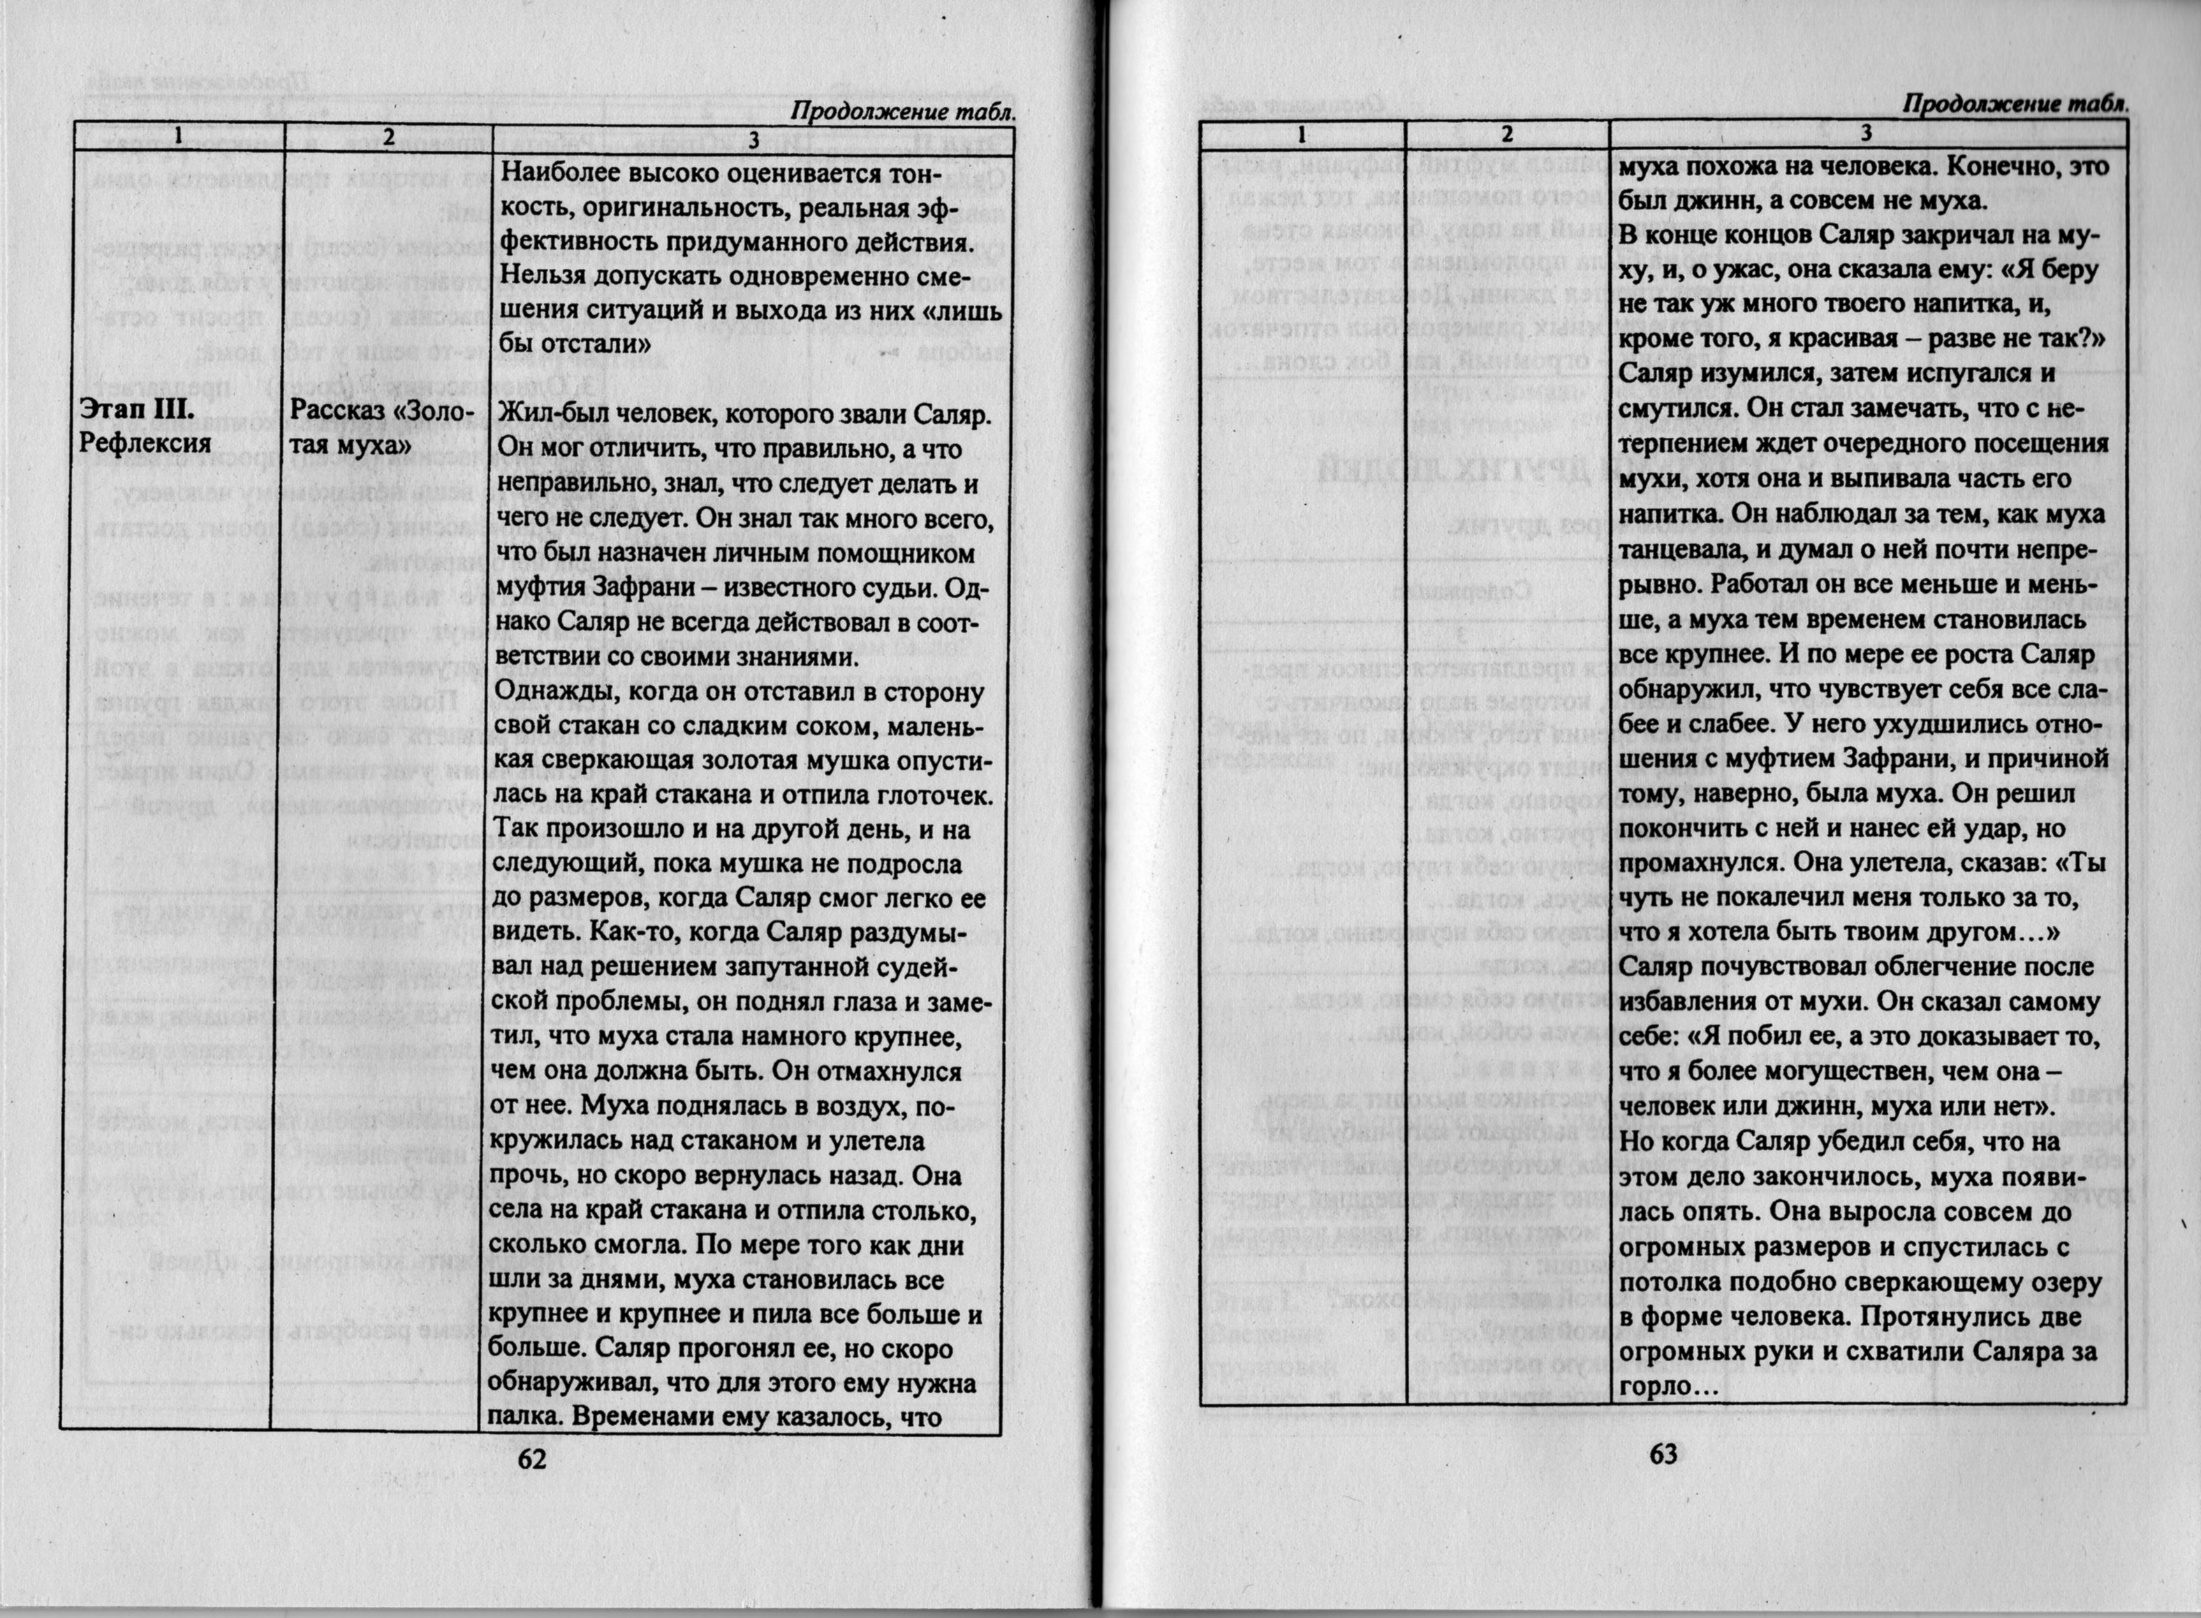 Продолжение табл.
1 2 3
Наиболее высоко оценивается тон-
кость, оригинальность, реальная эф-
фективность придуманного действия.
Нельзя допускать одновременно сме-
шения ситуаций и выхода из них «лишь
бы отстали»
Этап III.
Рефлексия
Рассказ «Золо-
тая муха»
Жил-был человек, которого звали Саляр.
Он мог отличить, что правильно, а что
неправильно, знал, что следует делать и
чего не следует. Он знал так много всего,
что был назначен личным помощником
муфтия Зафрани – известного судьи. Од-
нако Саляр не всегда действовал в соот-
ветствии со своими знаниями.
Однажды, когда он отставил в сторону
свой стакан со сладким соком, малень-
кая сверкающая золотая мушка опусти-
лась на край стакана и отпила глоточек.
Так произошло и на другой день, и на
следующий, пока мушка не подросла
до размеров, когда Саляр смог легко ее
видеть. Как-то, когда Саляр раздумы-
вал над решением запутанной судей-
ской проблемы, он поднял глаза и заме-
тил, что муха стала намного крупнее,
чем она должна быть. Он отмахнулся
от нее. Муха поднялась в воздух, по-
кружилась над стаканом и улетела
прочь, но скоро вернулась назад. Она
села на край стакана и отпила столько,
сколько смогла. По мере того как дни
шли за днями, муха становилась все
крупнее и крупнее и пила все больше и
больше. Саляр прогонял ее, но скоро
обнаруживал, что для этого ему нужна
палка. Временами ему казалось, что
62
Продолжение табл.
1 2 3
муха похожа на человека. Конечно, это
был джинн, а совсем не муха.
В конце концов Саляр закричал на му-
ху, и, о ужас, она сказала ему: «Я беру
не так уж много твоего напитка, и,
кроме того, я красивая – разве не так?»
Саляр изумился, затем испугался и
смутился. Он стал замечать, что с не-
терпением ждет очередного посещения
мухи, хотя она и выпивала часть его
напитка. Он наблюдал за тем, как муха
танцевала, и думал о ней почти непре-
рывно. Работал он все меньше и мень-
ше, а муха тем временем становилась
все крупнее. И по мере ее роста Саляр
обнаружил, что чувствует себя все сла-
бее и слабее. У него ухудшились отно-
шения с муфтием Зафрани, и причиной
тому, наверно, была муха. Он решил
покончить с ней и нанес ей удар, но
промахнулся. Она улетела, сказав: «Ты
чуть не покалечил меня только за то,
что я хотела быть твоим другом…»
Саляр почувствовал облегчение после
избавления от мухи. Он сказал самому
себе: «Я побил ее, а это доказывает то,
что я более могуществен, чем она –
человек или джинн, муха или нет».
Но когда Саляр убедил себя, что на
этом дело закончилось, муха появи-
лась опять. Она выросла совсем до
огромных размеров и спустилась с
потолка подобно сверкающему озеру
в форме человека. Протянулись две
огромных руки и схватили Саляра за
горло…
63